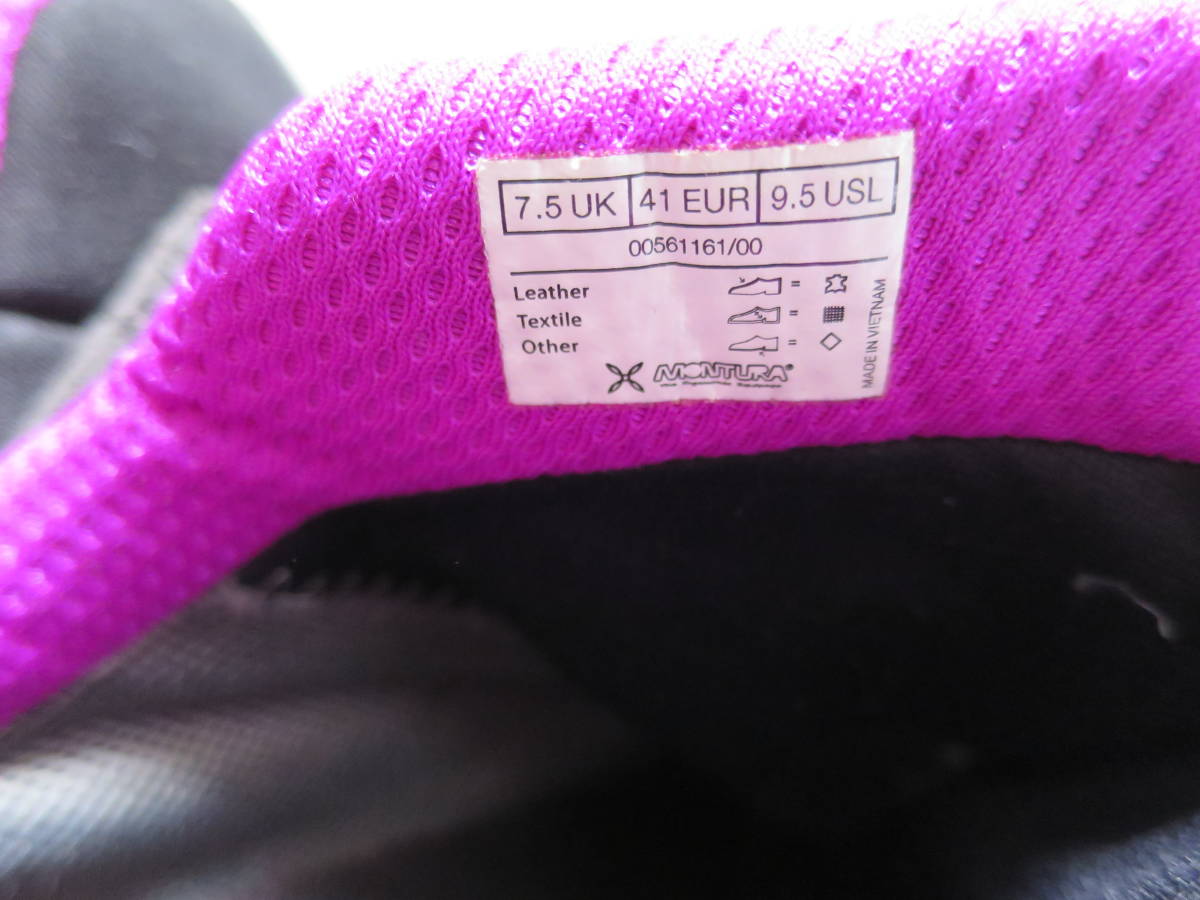 7.5 UK 41 EUR 9.5 USL
00561161/00
Leather =
Textile =
Other =
MONTURA®
MADE IN VIETNAM